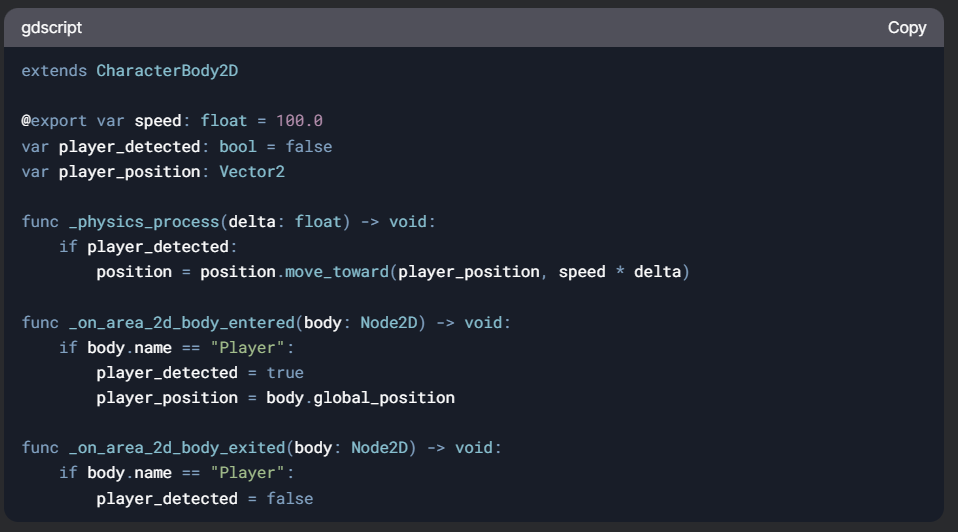 gdscript
Copy
extends CharacterBody2D
@export var speed: float = 100.0
var player_detected: bool = false
var player_position: Vector2
func _physics_process(delta: float) -> void:
    if player_detected:
        position = position.move_toward(player_position, speed * delta)
func _on_area_2d_body_entered(body: Node2D) -> void:
    if body.name == "Player":
        player_detected = true
        player_position = body.global_position
func _on_area_2d_body_exited(body: Node2D) -> void:
    if body.name == "Player":
        player_detected = false